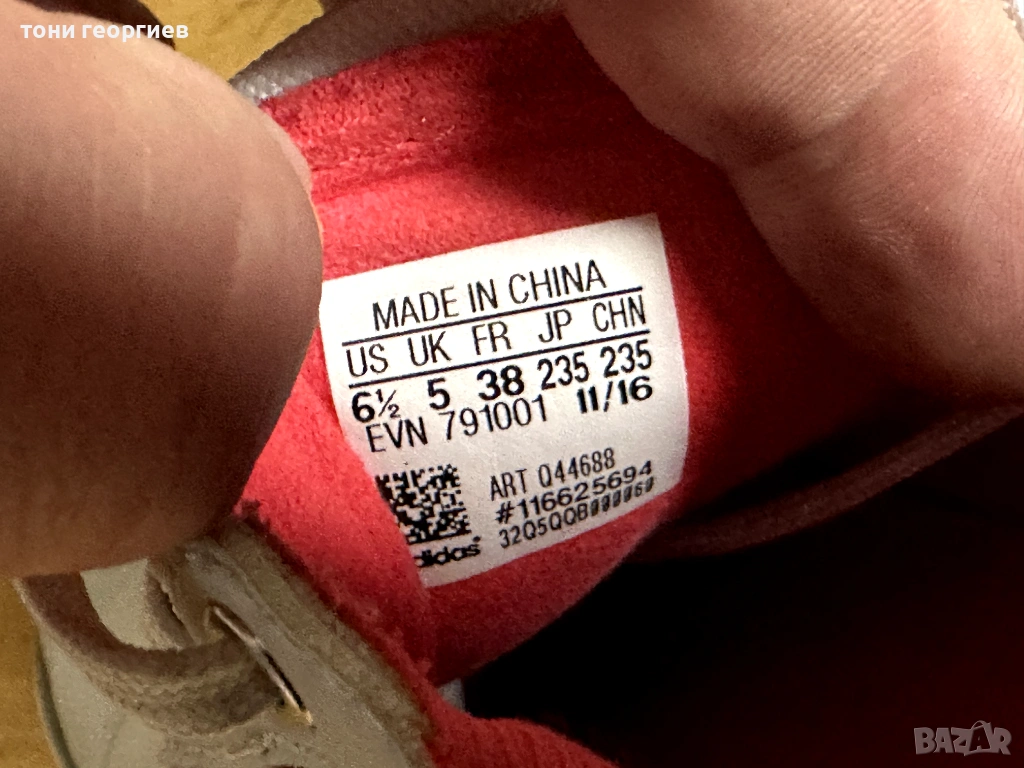 тони георгиев
MADE IN CHINA
US UK FR JP CHN
6½ 5 38 235 235
EVN 791001 11/16
ART Q44688
#116625694
adidas
BAZAR